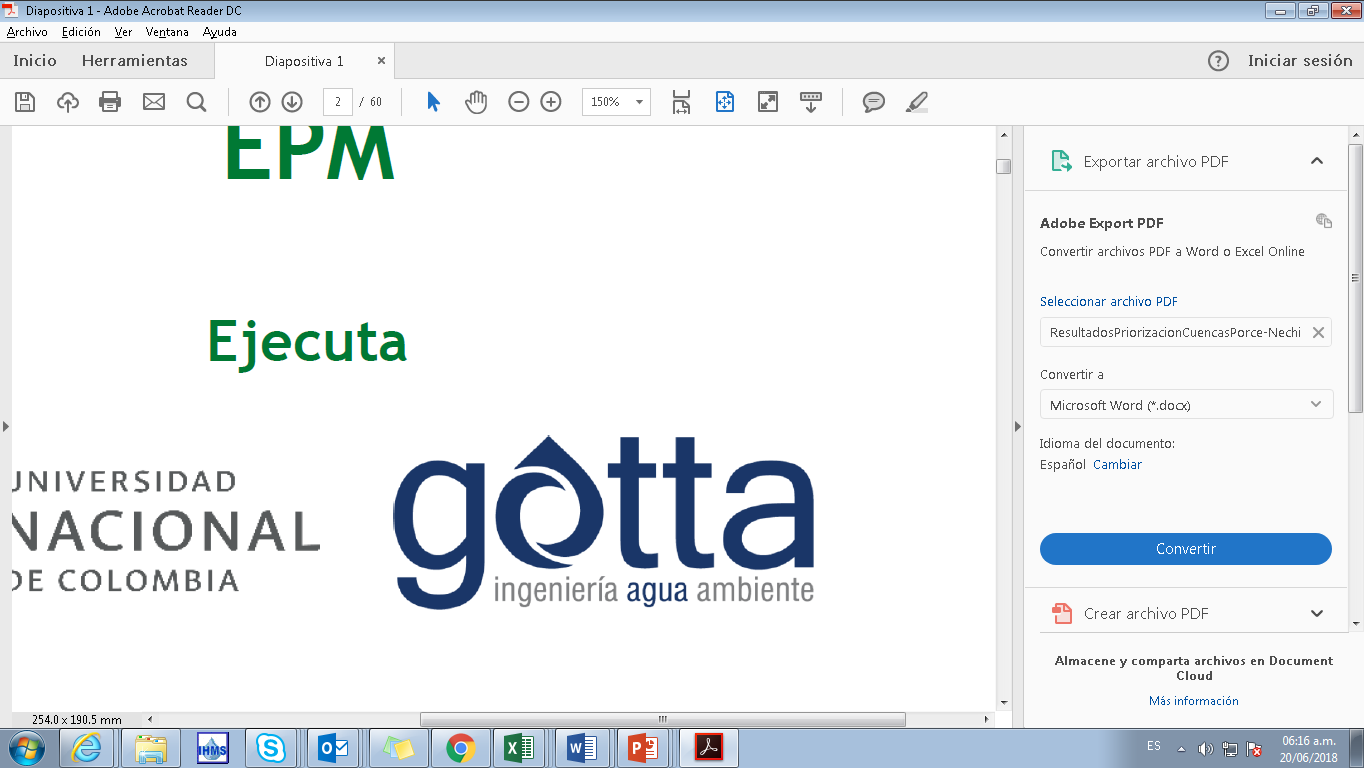 Diapositiva 1 - Adobe Acrobat Reader DC
Archivo Edición Ver Ventana Ayuda
Inicio Herramientas Diapositiva 1 × ? Iniciar sesión
2 / 60 150%
EPM
Ejecuta
UNIVERSIDAD
NACIONAL
DE COLOMBIA
gotta
ingeniería agua ambiente
254.0 x 190.5 mm
Exportar archivo PDF
Adobe Export PDF
Convertir archivos PDF a Word o Excel Online
Seleccionar archivo PDF
ResultadosPriorizacionCuencasPorce-Nechi
Convertir a
Microsoft Word (*.docx)
Idioma del documento:
Español Cambiar
Convertir
Crear archivo PDF
Almacene y comparta archivos en Document
Cloud
Más información
IHMS
ES
06:16 a.m.
20/06/2018